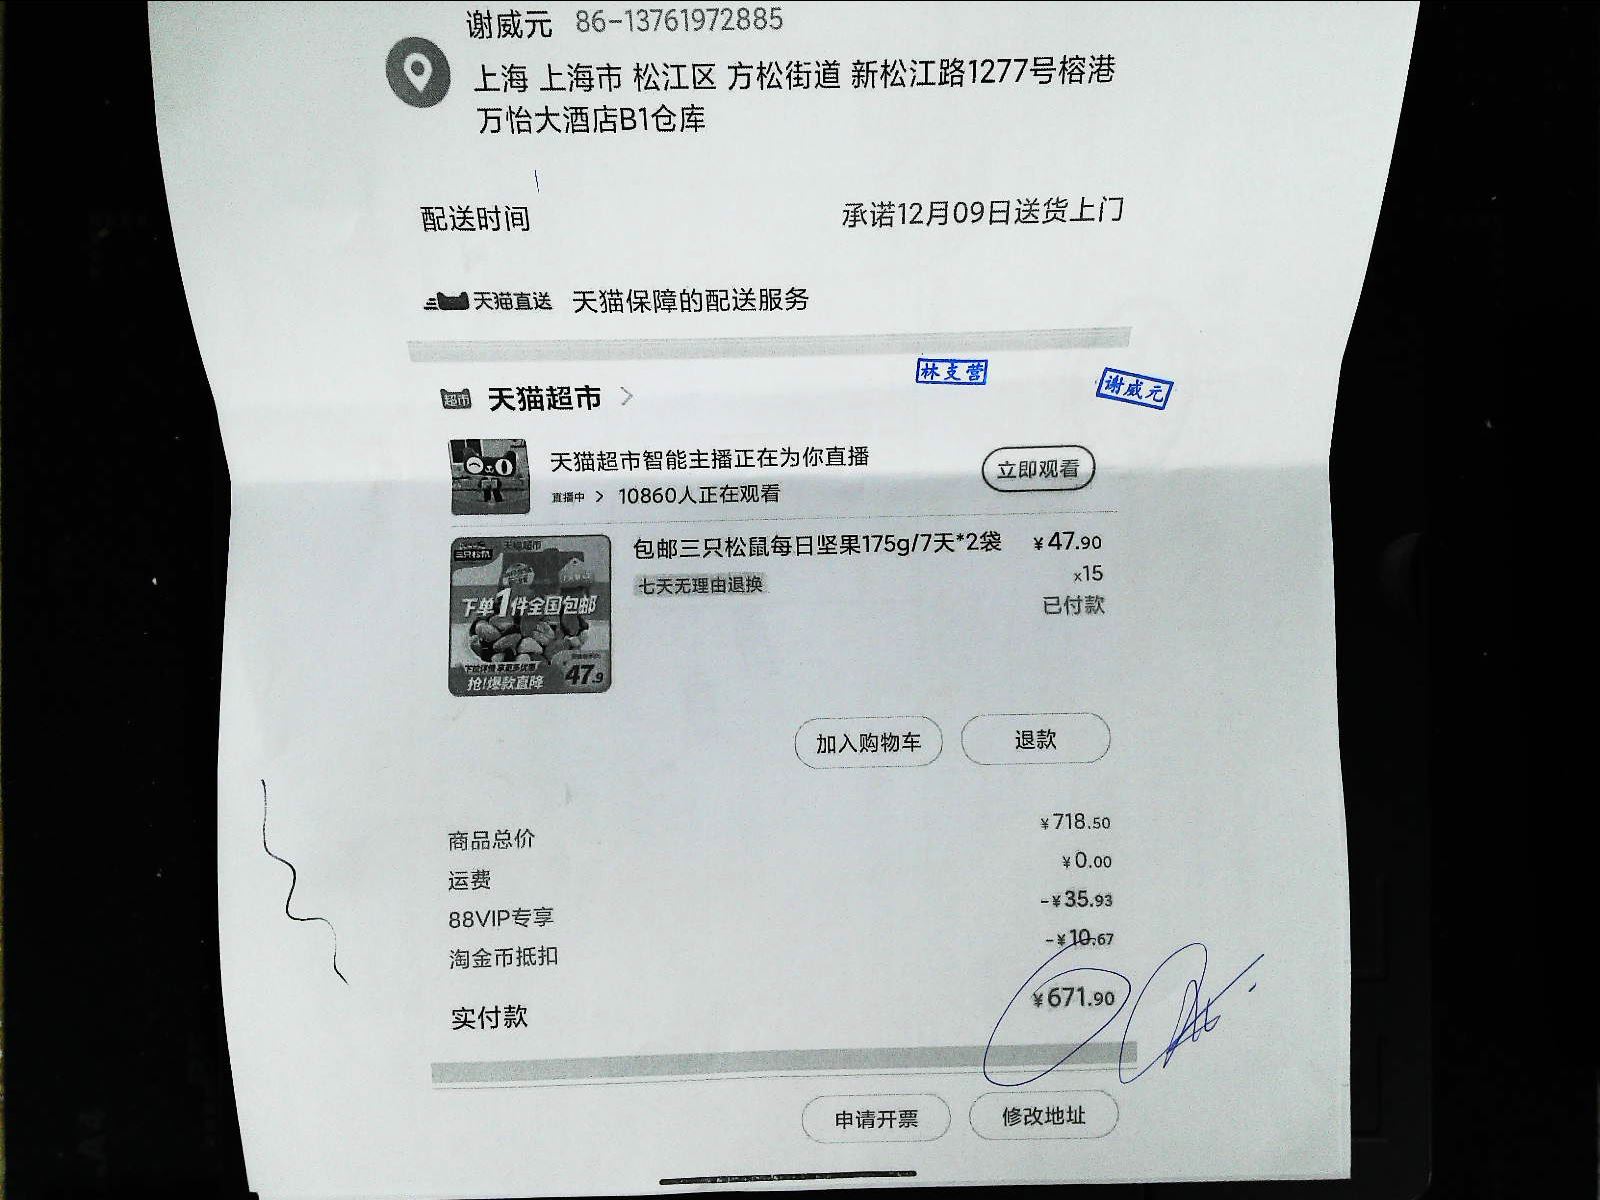 谢威元 86-13761972885
上海 上海市 松江区 方松街道 新松江路1277号榕港
万怡大酒店B1仓库
配送时间 承诺12月09日送货上门
天猫直送 天猫保障的配送服务
林支营
谢威元
超市 天猫超市 >
天猫超市智能主播正在为你直播
直播中 > 10860人正在观看
立即观看
包邮三只松鼠每日坚果175g/7天*2袋 ¥47.90
七天无理由退换 x15
已付款
三只松鼠 天猫超市
下单1件全国包邮
抢!爆款直降 47.9
加入购物车 退款
商品总价 ¥718.50
运费 ¥0.00
88VIP专享 -¥35.93
淘金币抵扣 -¥10.67
实付款 ¥671.90
申请开票 修改地址